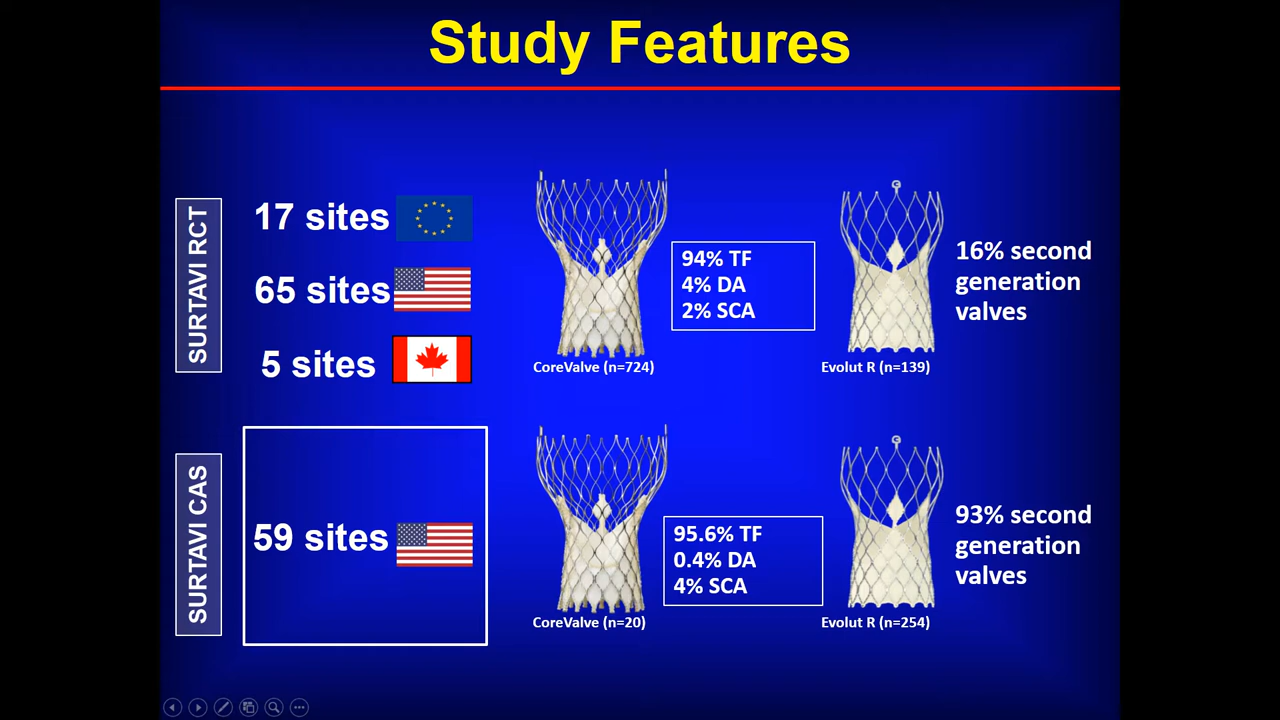 Study Features
SURTAVI RCT
17 sites
65 sites
5 sites
CoreValve (n=724)
94% TF
4% DA
2% SCA
Evolut R (n=139)
16% second
generation
valves
SURTAVI CAS
59 sites
CoreValve (n=20)
95.6% TF
0.4% DA
4% SCA
Evolut R (n=254)
93% second
generation
valves